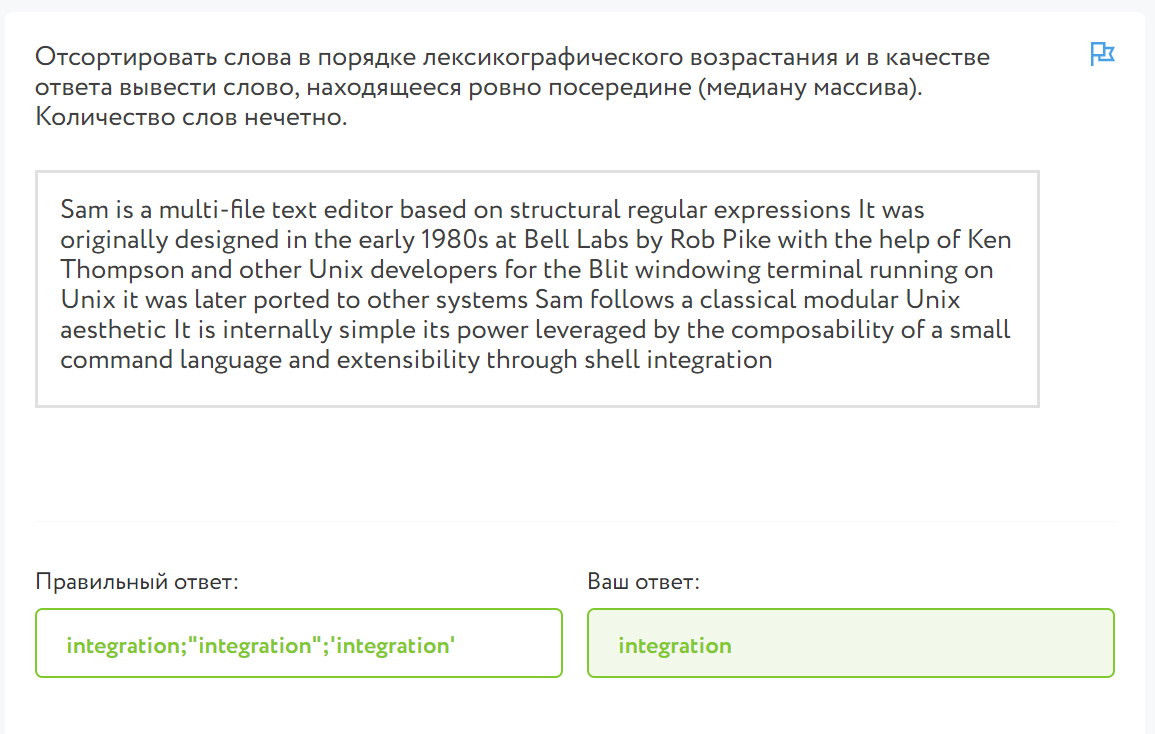 Отсортировать слова в порядке лексикографического возрастания и в качестве
ответа вывести слово, находящееся ровно посередине (медиану массива).
Количество слов нечетно.
Sam is a multi-file text editor based on structural regular expressions It was
originally designed in the early 1980s at Bell Labs by Rob Pike with the help of Ken
Thompson and other Unix developers for the Blit windowing terminal running on
Unix it was later ported to other systems Sam follows a classical modular Unix
aesthetic It is internally simple its power leveraged by the composability of a small
command language and extensibility through shell integration
Правильный ответ:
Ваш ответ:
integration;"integration";'integration'
integration